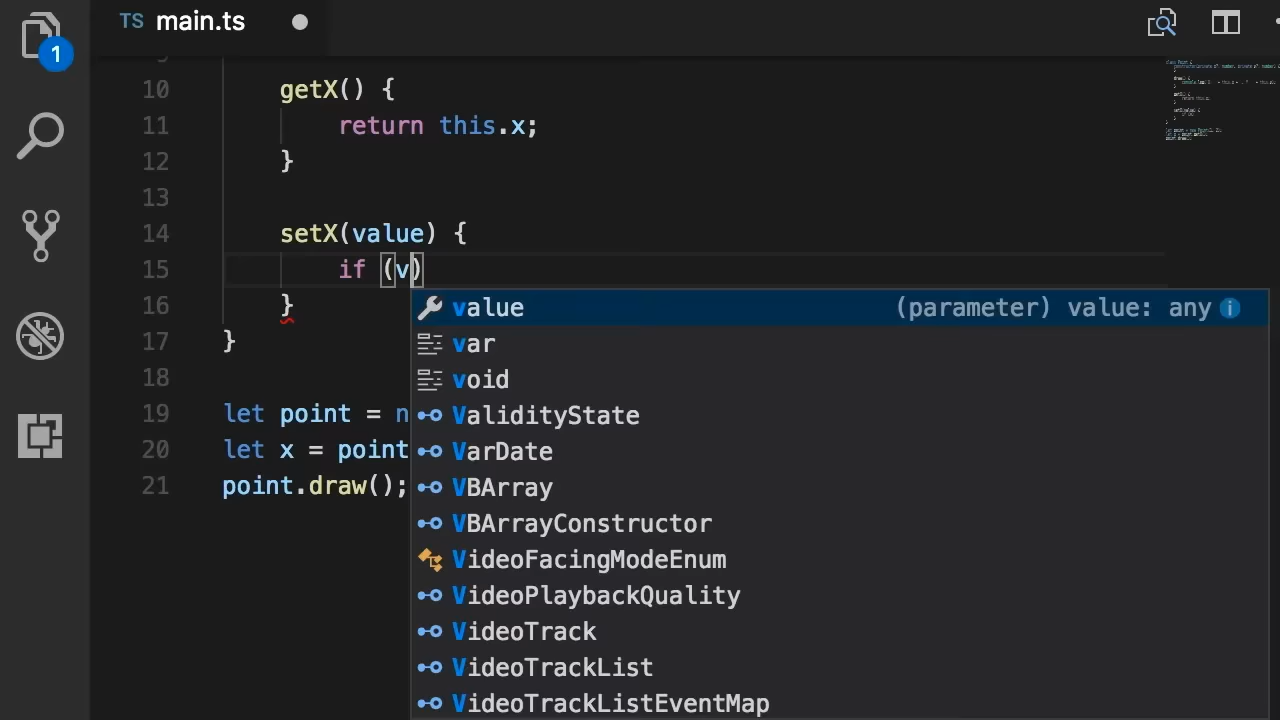 TS main.ts
1
9
10 getX() {
11 return this.x;
12 }
13
14 setX(value) {
15 if (v)
16 }
17 }
18
19 let point = n
20 let x = point
21 point.draw();
value (parameter) value: any
var
void
ValidityState
VarDate
VBArray
VBArrayConstructor
VideoFacingModeEnum
VideoPlaybackQuality
VideoTrack
VideoTrackList
VideoTrackListEventMap